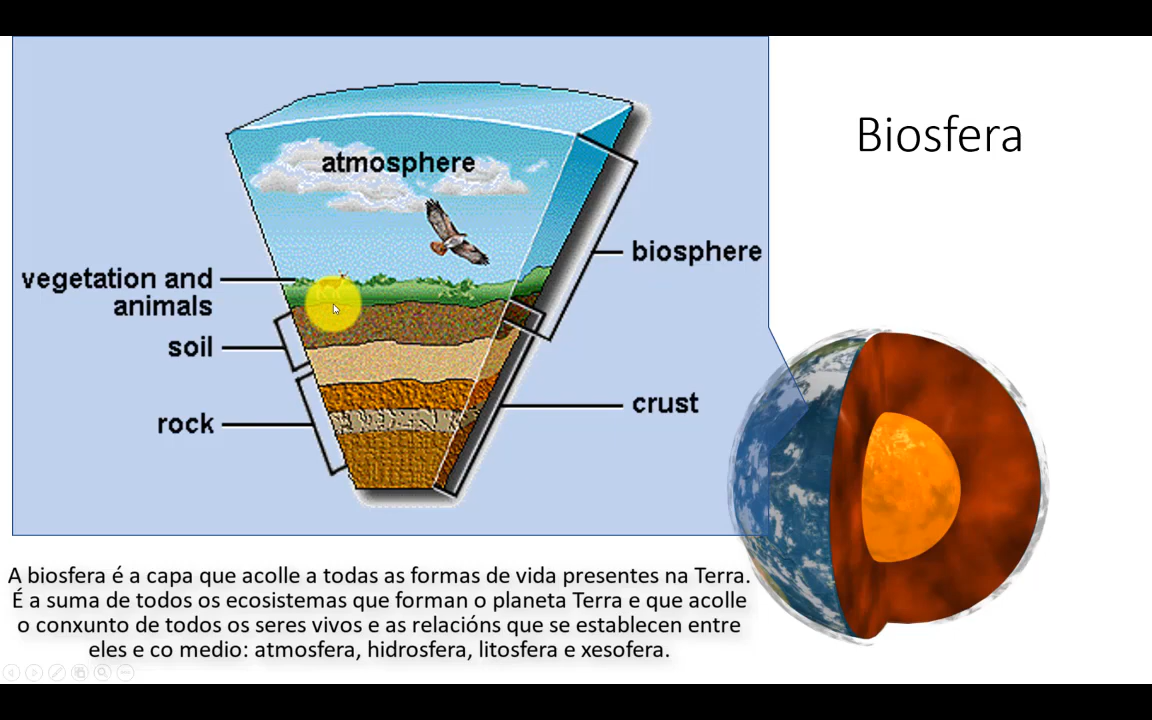 Biosfera
atmosphere
biosphere
vegetation and
animals
soil
rock
crust
A biosfera é a capa que acolle a todas as formas de vida presentes na Terra.
É a suma de todos os ecosistemas que forman o planeta Terra e que acolle
o conxunto de todos os seres vivos e as relacións que se establecen entre
eles e co medio: atmosfera, hidrosfera, litosfera e xesofera.